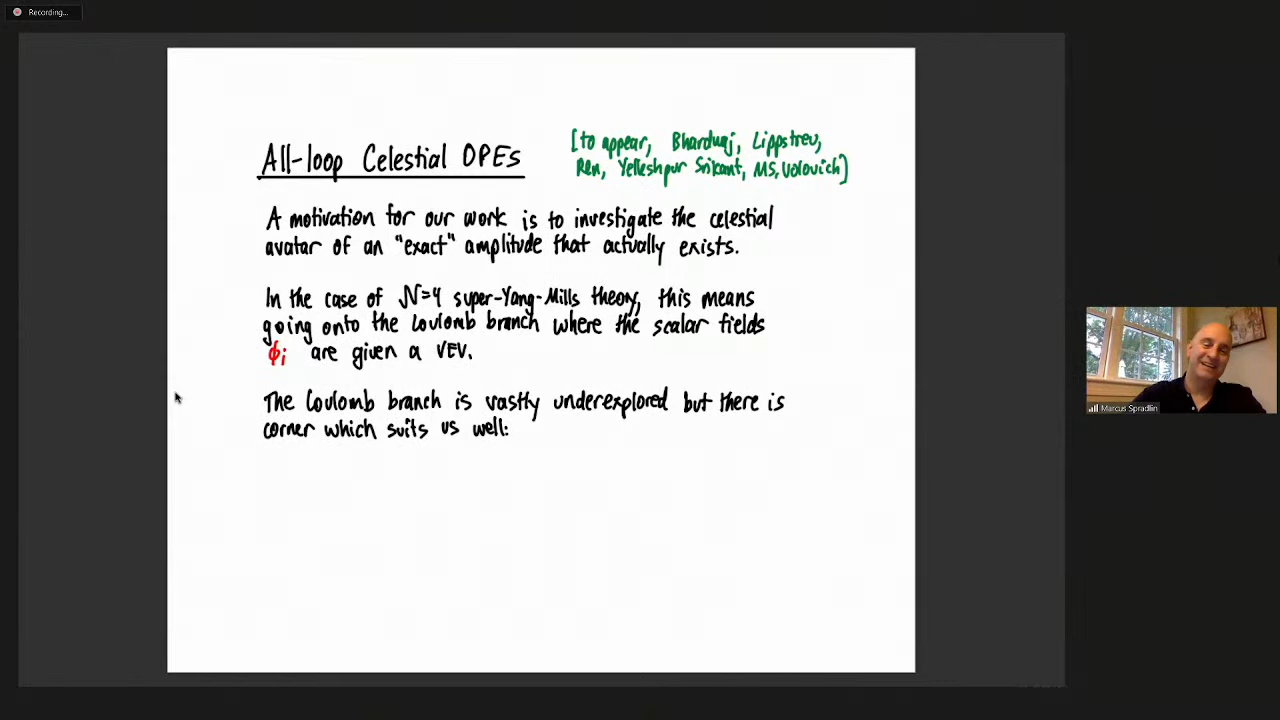 Recording...
All-loop Celestial OPEs
[to appear, Bhardwaj, Lippstreu,
Ren, Yelleshpur Srikant, MS, Volovich]
A motivation for our work is to investigate the celestial
avatar of an "exact" amplitude that actually exists.
In the case of N=4 super-Yang-Mills theory, this means
going onto the Coulomb branch where the scalar fields
ϕi are given a VEV.
The Coulomb branch is vastly underexplored but there is
corner which suits us well:
Marcus Spradlin